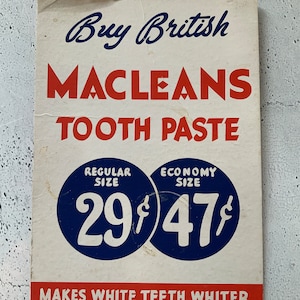 Buy British
MACLEANS
TOOTH PASTE
REGULAR ECONOMY
SIZE SIZE
29¢ 47¢
MAKES WHITE TEETH WHITER